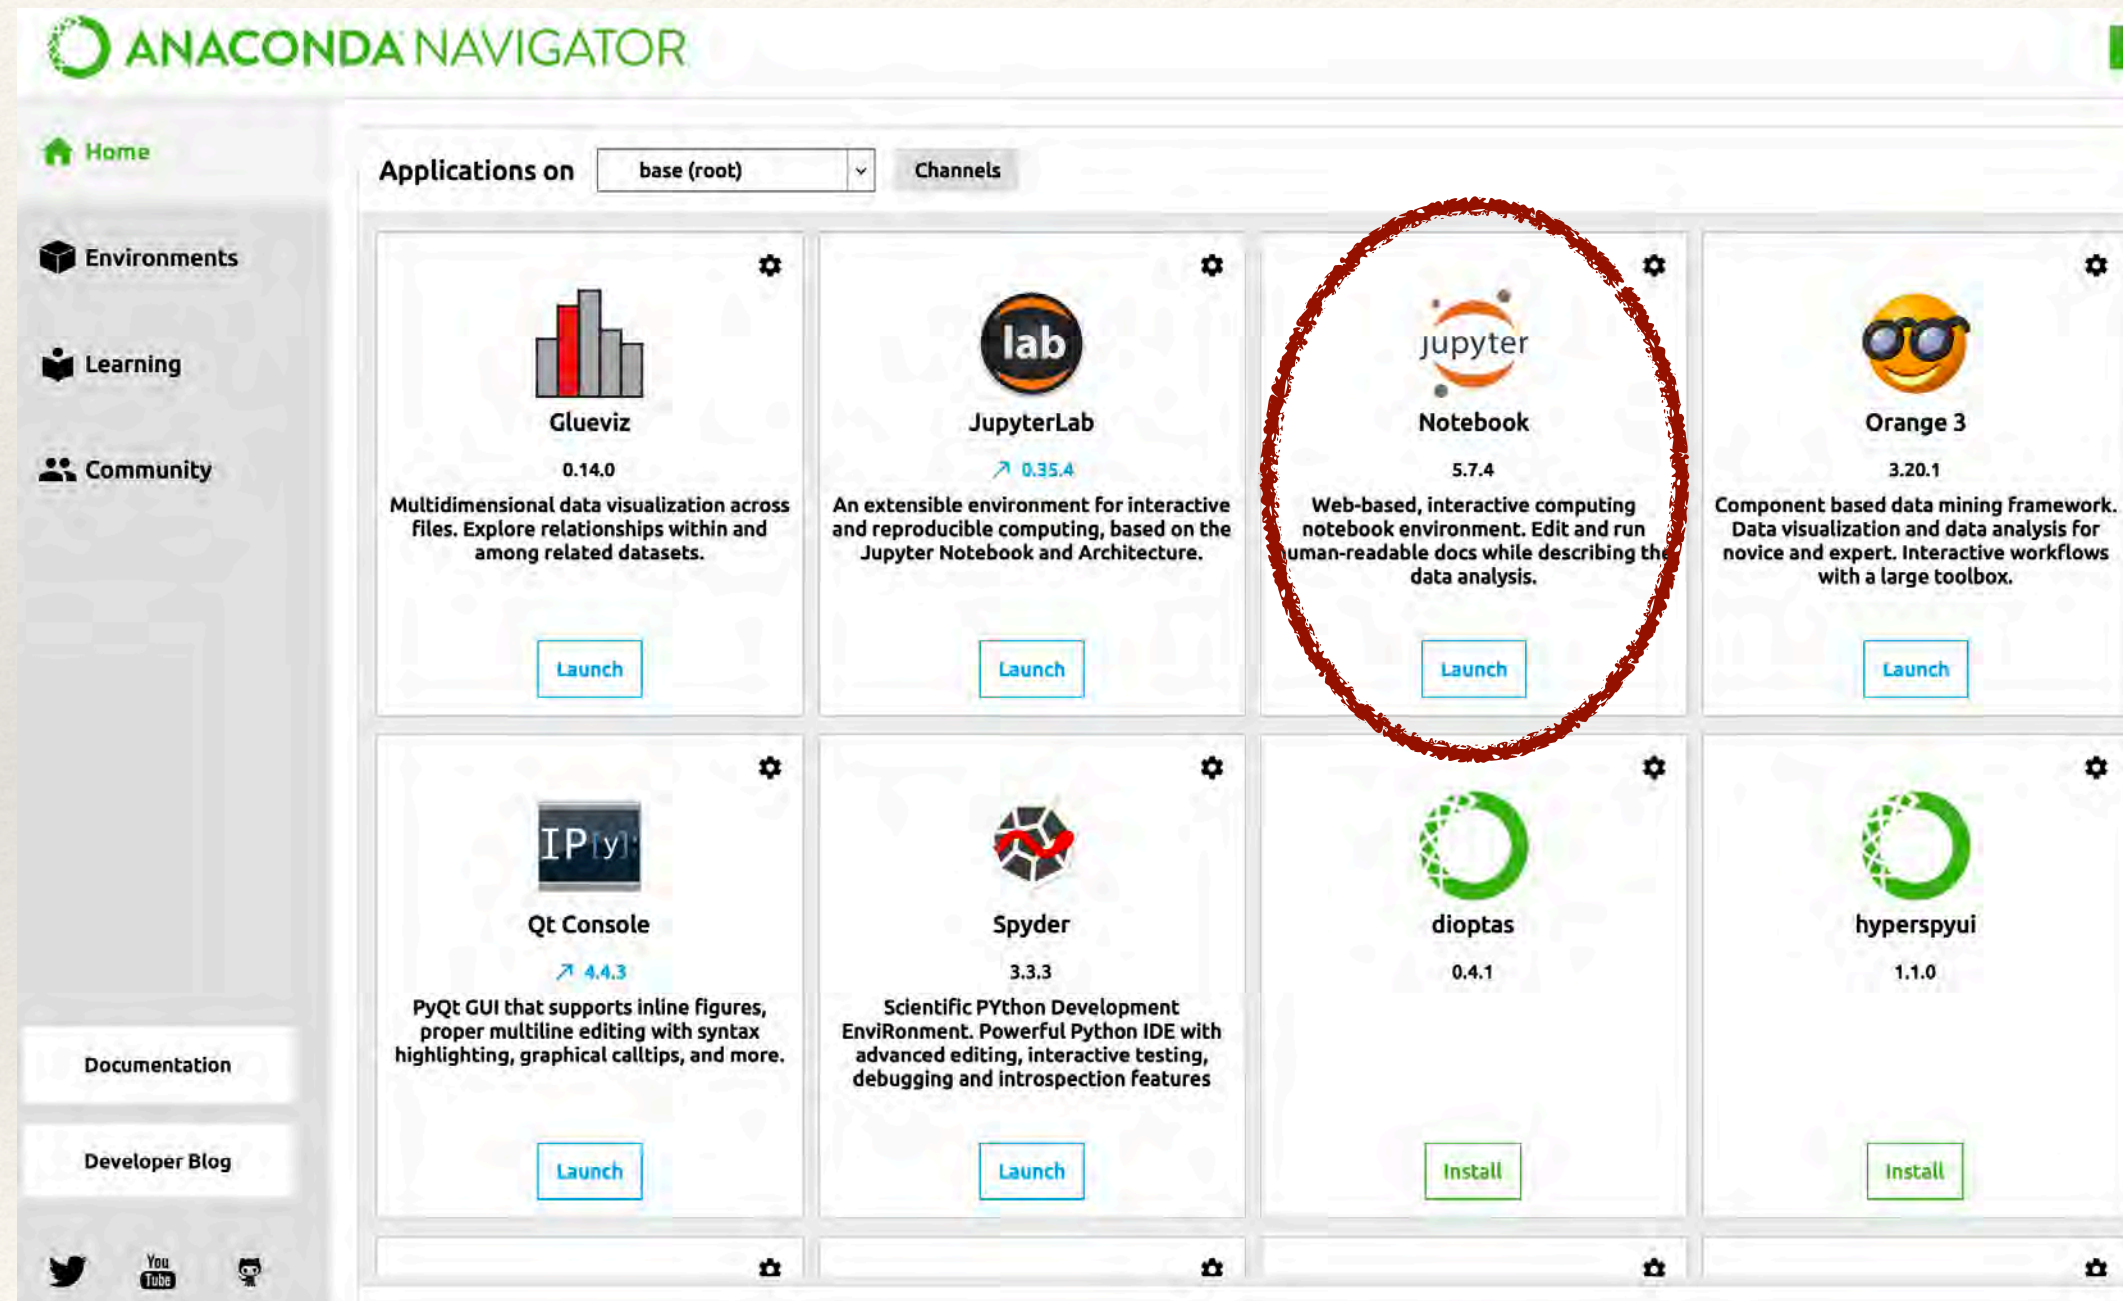 ANACONDA NAVIGATOR
Home
Environments
Learning
Community
Documentation
Developer Blog
You
Tube
Applications on
base (root)
Channels
Glueviz
0.14.0
Multidimensional data visualization across
files. Explore relationships within and
among related datasets.
Launch
lab
JupyterLab
0.35.4
An extensible environment for interactive
and reproducible computing, based on the
Jupyter Notebook and Architecture.
Launch
jupyter
Notebook
5.7.4
Web-based, interactive computing
notebook environment. Edit and run
uman-readable docs while describing the
data analysis.
Launch
Orange 3
3.20.1
Component based data mining framework.
Data visualization and data analysis for
novice and expert. Interactive workflows
with a large toolbox.
Launch
IP[y]:
Qt Console
4.4.3
PyQt GUI that supports inline figures,
proper multiline editing with syntax
highlighting, graphical calltips, and more.
Launch
Spyder
3.3.3
Scientific PYthon Development
EnviRonment. Powerful Python IDE with
advanced editing, interactive testing,
debugging and introspection features
Launch
dioptas
0.4.1
Install
hyperspyui
1.1.0
Install